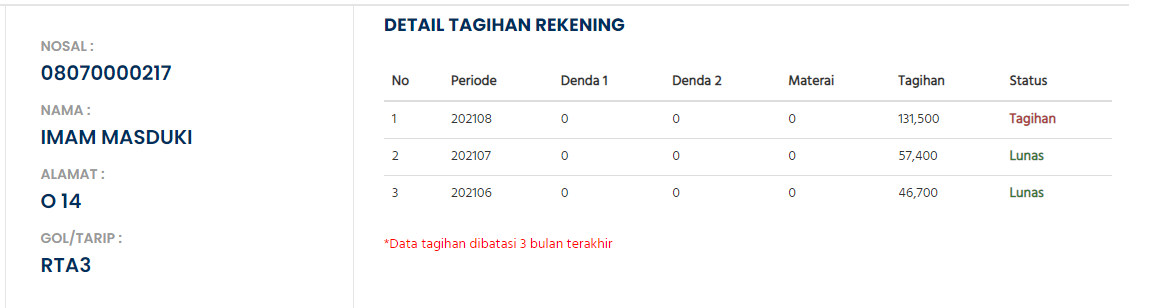 NOSAL :
08070000217
NAMA :
IMAM MASDUKI
ALAMAT :
O 14
GOL/TARIP :
RTA3
DETAIL TAGIHAN REKENING
No Periode Denda 1 Denda 2 Materai Tagihan Status
1 202108 0 0 0 131,500 Tagihan
2 202107 0 0 0 57,400 Lunas
3 202106 0 0 0 46,700 Lunas
*Data tagihan dibatasi 3 bulan terakhir